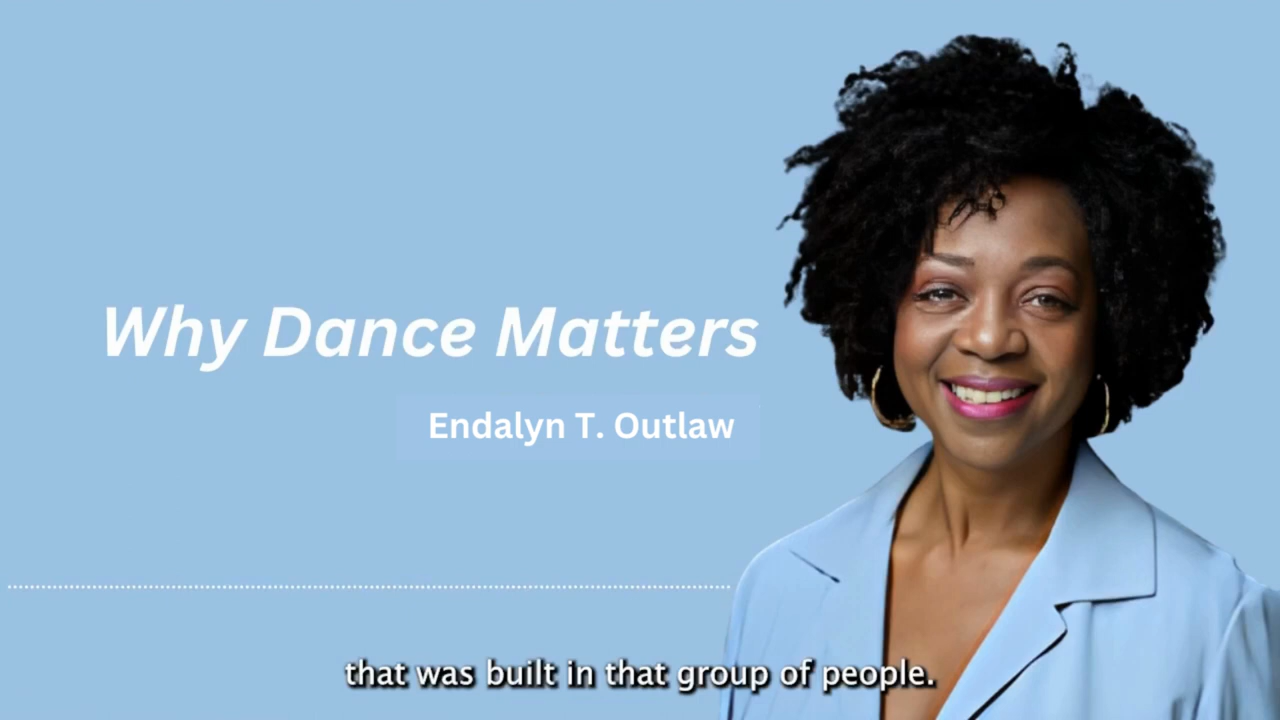 Why Dance Matters
Endalyn T. Outlaw
that was built in that group of people.